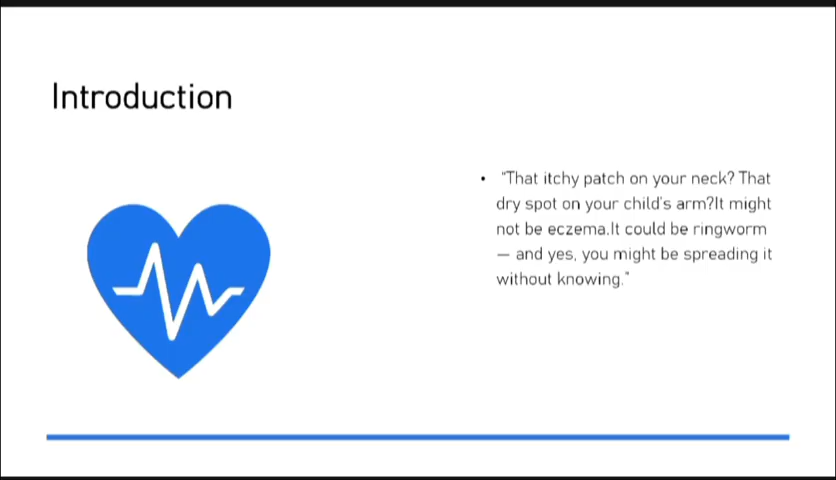 Introduction
• "That itchy patch on your neck? That
dry spot on your child's arm?It might
not be eczema.It could be ringworm
— and yes, you might be spreading it
without knowing."